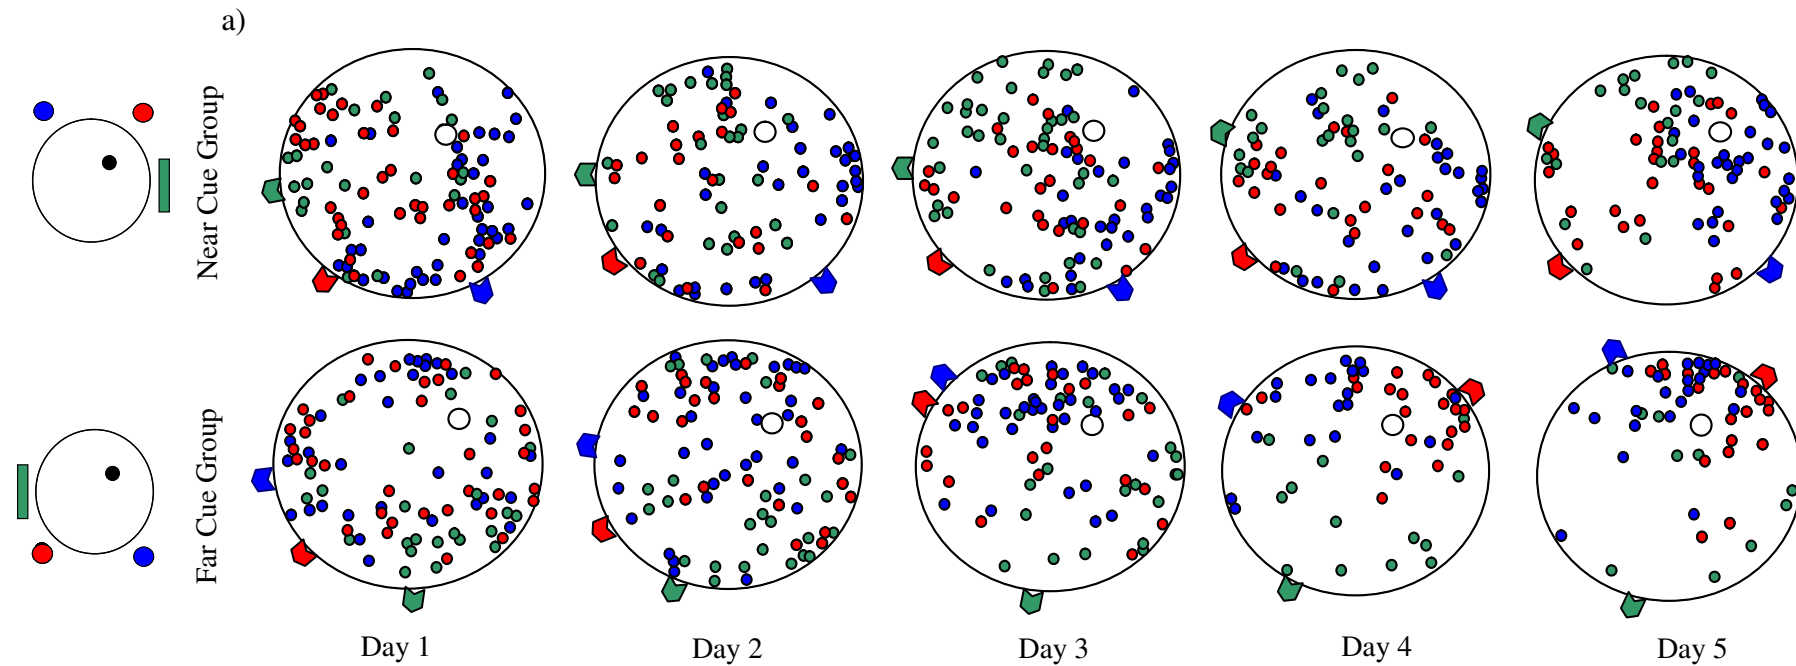 a)
Near Cue Group
Far Cue Group
Day 1
Day 2
Day 3
Day 4
Day 5